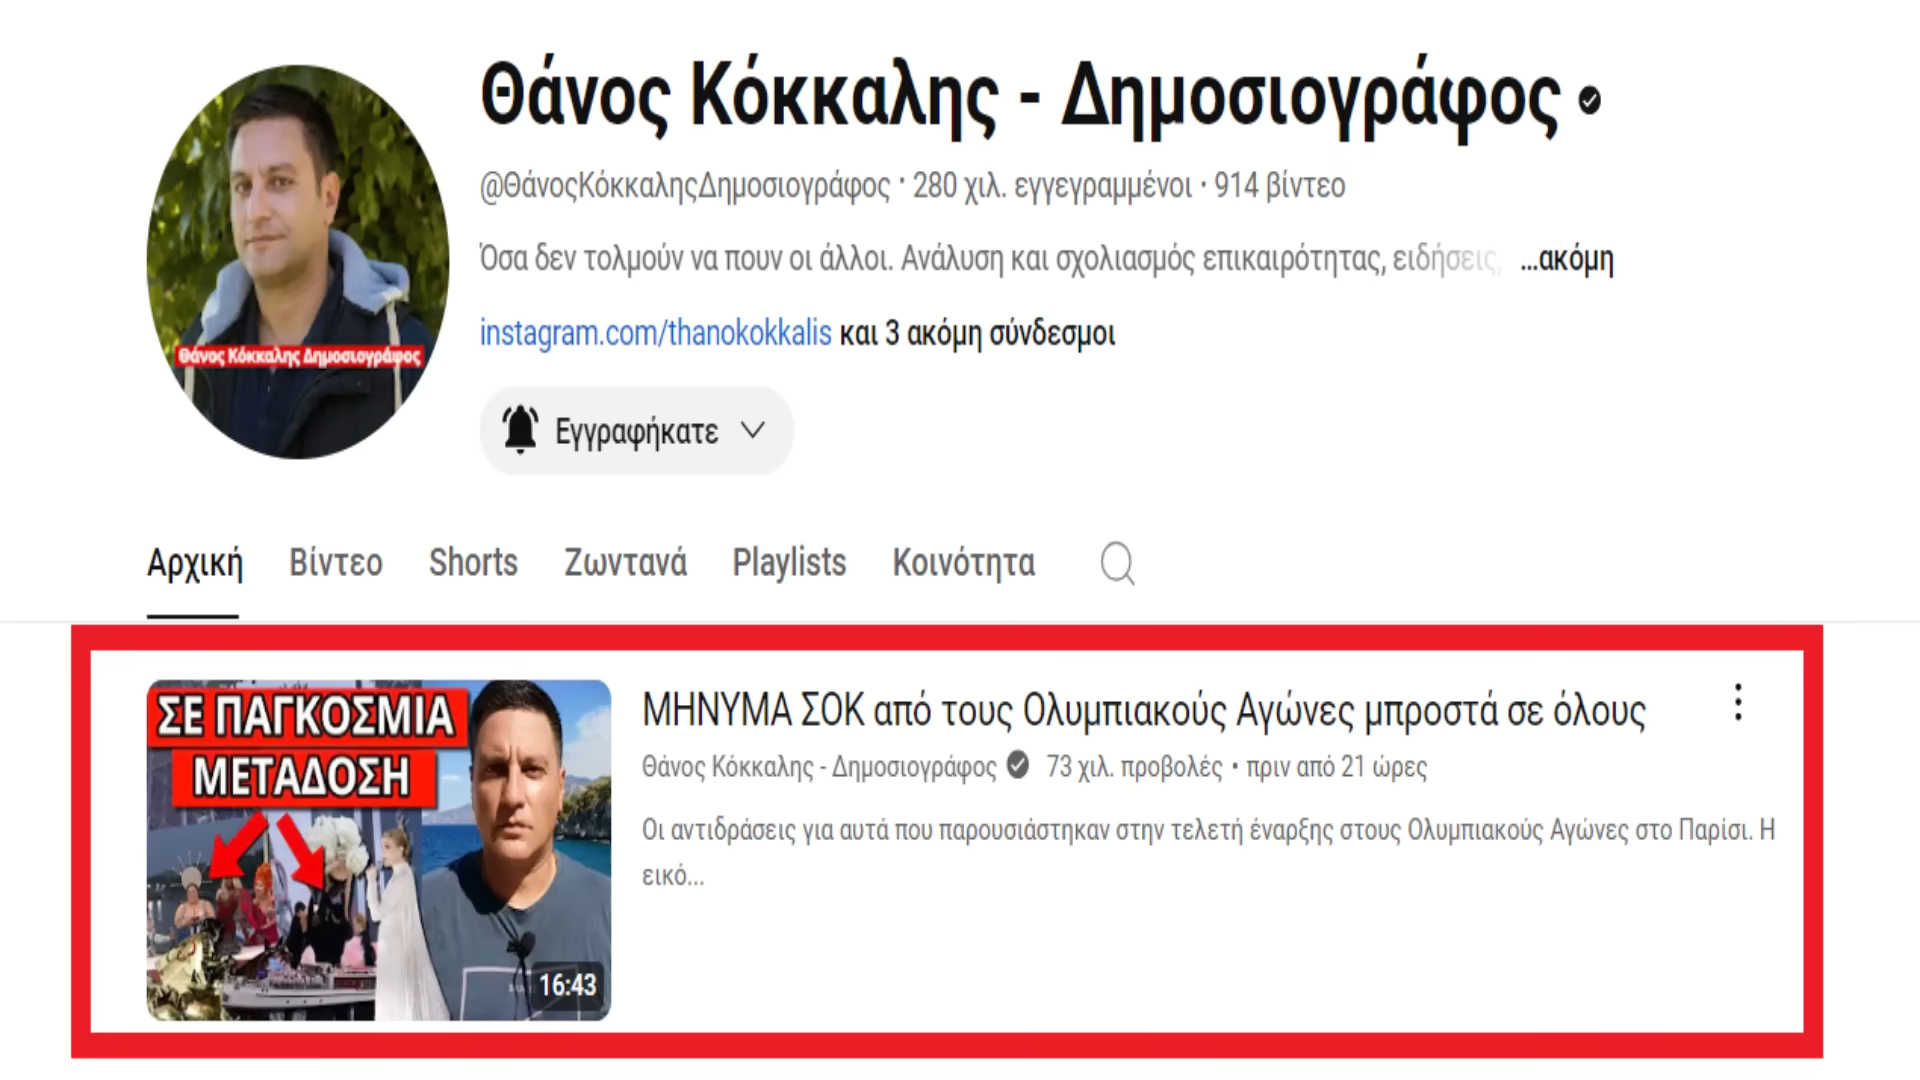 Θάνος Κόκκαλης - Δημοσιογράφος
@ΘάνοςΚόκκαληςΔημοσιογράφος · 280 χιλ. εγγεγραμμένοι · 914 βίντεο
Όσα δεν τολμούν να πουν οι άλλοι. Ανάλυση και σχολιασμός επικαιρότητας, ειδήσεις, ...ακόμη
instagram.com/thanokokkalis και 3 ακόμη σύνδεσμοι
Θάνος Κόκκαλης Δημοσιογράφος
Εγγραφήκατε
Αρχική Βίντεο Shorts Ζωντανά Playlists Κοινότητα
ΣΕ ΠΑΓΚΟΣΜΙΑ
ΜΕΤΑΔΟΣΗ
16:43
ΜΗΝΥΜΑ ΣΟΚ από τους Ολυμπιακούς Αγώνες μπροστά σε όλους
Θάνος Κόκκαλης - Δημοσιογράφος 73 χιλ. προβολές • πριν από 21 ώρες
Οι αντιδράσεις για αυτά που παρουσιάστηκαν στην τελετή έναρξης στους Ολυμπιακούς Αγώνες στο Παρίσι. Η
εικό...